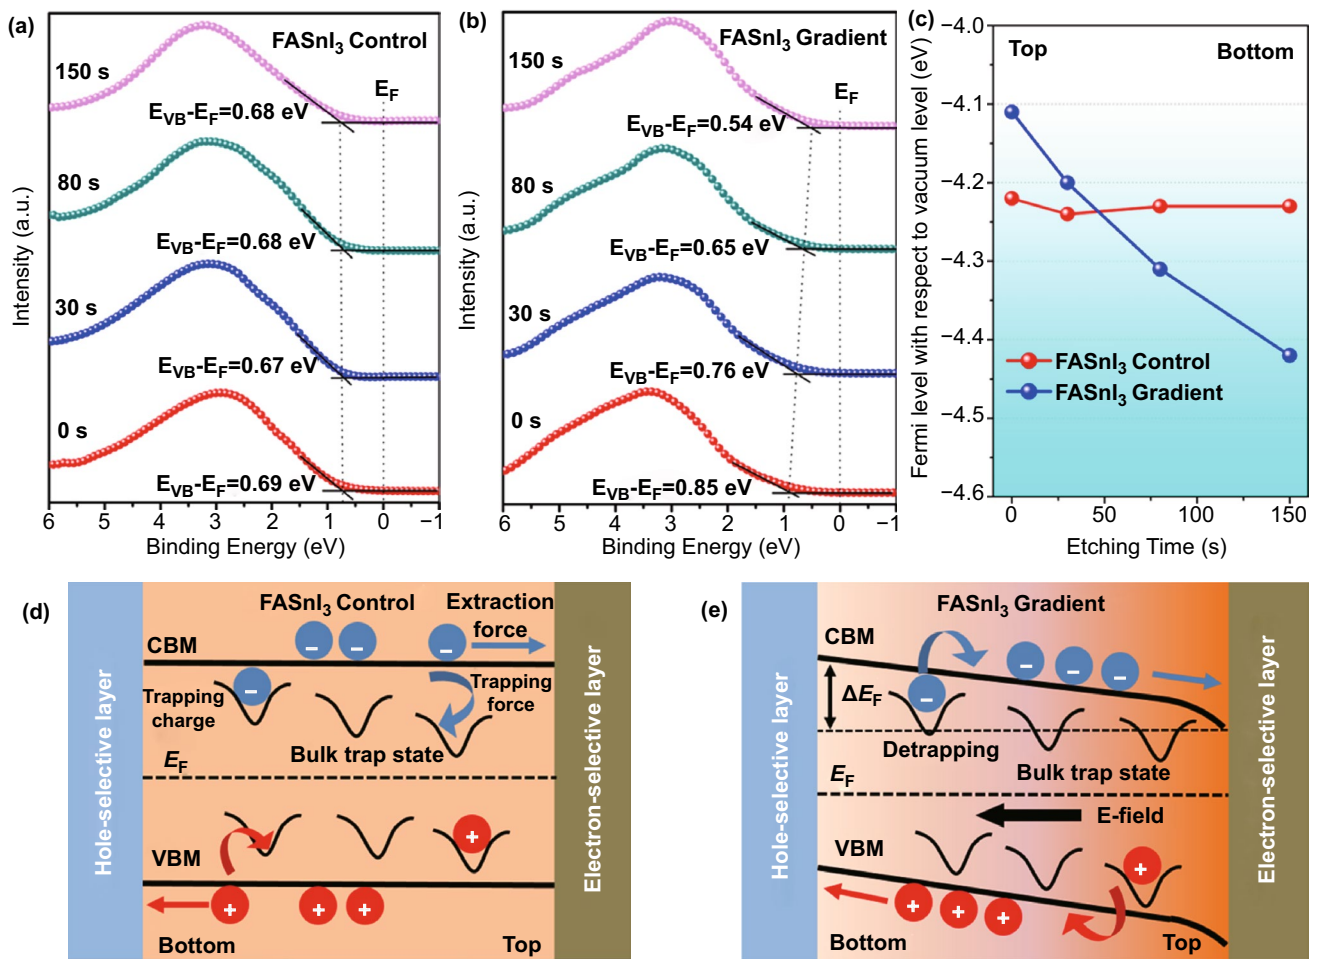 (a)
FASnI3 Control
150 s
EF
EVB-EF=0.68 eV
80 s
EVB-EF=0.68 eV
30 s
EVB-EF=0.67 eV
0 s
EVB-EF=0.69 eV
Intensity (a.u.)
6 5 4 3 2 1 0 −1
Binding Energy (eV)
(b)
FASnI3 Gradient
150 s
EF
EVB-EF=0.54 eV
80 s
EVB-EF=0.65 eV
30 s
EVB-EF=0.76 eV
0 s
EVB-EF=0.85 eV
Intensity (a.u.)
6 5 4 3 2 1 0 −1
Binding Energy (eV)
(c)
Fermi level with respect to vacuum level (eV)
−4.0
−4.1
−4.2
−4.3
−4.4
−4.5
−4.6
Top
Bottom
FASnI3 Control
FASnI3 Gradient
0 50 100 150
Etching Time (s)
(d)
Hole-selective layer
FASnI3 Control
Extraction
force
CBM
−
− −
−
Trapping
charge
Trapping
force
Bulk trap state
EF
VBM
+
+
+ +
Bottom
Top
Electron-selective layer
(e)
Hole-selective layer
FASnI3 Gradient
CBM
−
− − −
ΔEF
Detrapping
Bulk trap state
EF
E-field
VBM
+
+ + +
Bottom
Top
Electron-selective layer